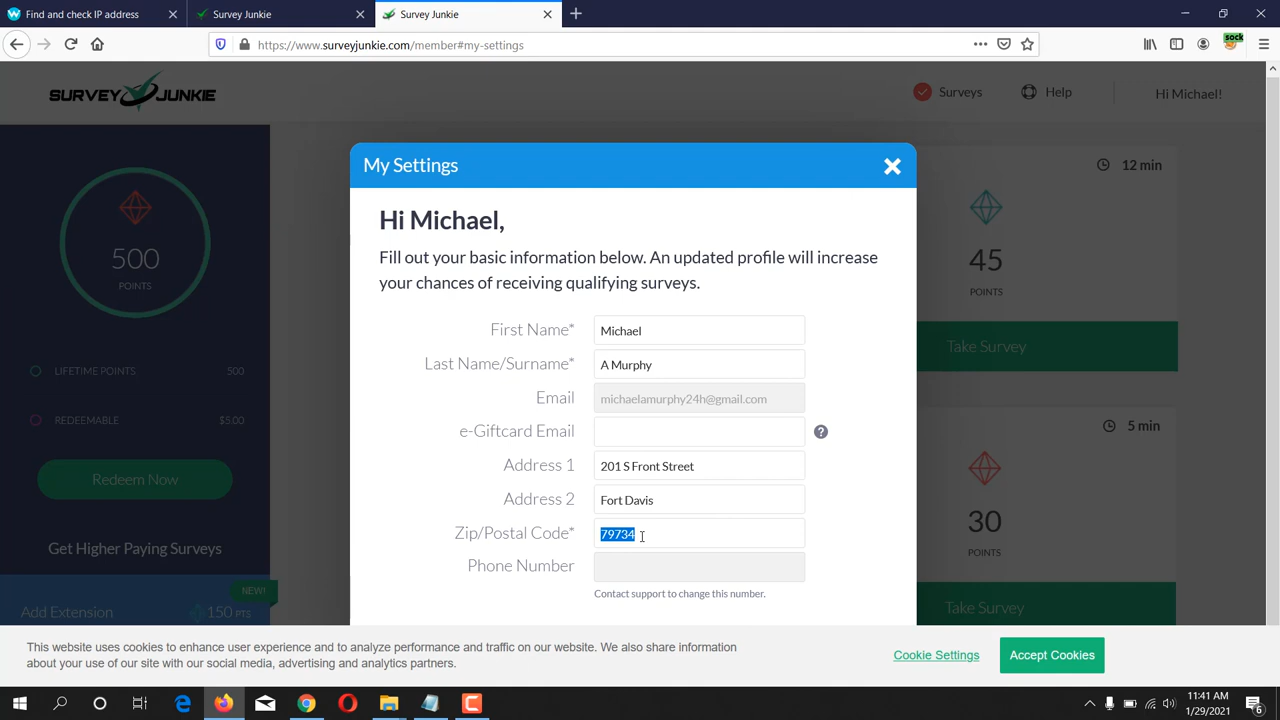 Find and check IP address
Survey Junkie
Survey Junkie
https://www.surveyjunkie.com/member#my-settings
sock
SURVEY JUNKIE
Surveys
Help
Hi Michael!
My Settings
12 min
Hi Michael,
500
POINTS
Fill out your basic information below. An updated profile will increase
your chances of receiving qualifying surveys.
45
POINTS
First Name*
Michael
Take Survey
Last Name/Surname*
A Murphy
LIFETIME POINTS
500
Email
michaelamurphy24h@gmail.com
REDEEMABLE
$5.00
e-Giftcard Email
?
5 min
Address 1
201 S Front Street
Redeem Now
Address 2
Fort Davis
30
POINTS
Zip/Postal Code*
79734
Get Higher Paying Surveys
Phone Number
Contact support to change this number.
NEW!
Add Extension
150 PTS
Take Survey
This website uses cookies to enhance user experience and to analyze performance and traffic on our website. We also share information
about your use of our site with our social media, advertising and analytics partners.
Cookie Settings
Accept Cookies
11:41 AM
1/29/2021
6